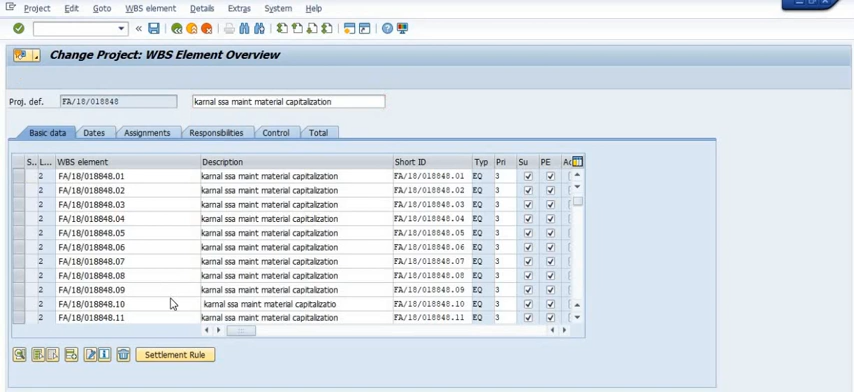 Project Edit Goto WBS element Details Extras System Help
Change Project: WBS Element Overview
Proj. def. FA/18/018848 karnal ssa maint material capitalization
Basic data Dates Assignments Responsibilities Control Total
S.. L... WBS element Description Short ID Typ Pri Su PE Ac
2 FA/18/018848.01 karnal ssa maint material capitalization FA/18/018848.01 EQ 3
2 FA/18/018848.02 karnal ssa maint material capitalization FA/18/018848.02 EQ 3
2 FA/18/018848.03 karnal ssa maint material capitalization FA/18/018848.03 EQ 3
2 FA/18/018848.04 karnal ssa maint material capitalization FA/18/018848.04 EQ 3
2 FA/18/018848.05 karnal ssa maint material capitalization FA/18/018848.05 EQ 3
2 FA/18/018848.06 karnal ssa maint material capitalization FA/18/018848.06 EQ 3
2 FA/18/018848.07 karnal ssa maint material capitalization FA/18/018848.07 EQ 3
2 FA/18/018848.08 karnal ssa maint material capitalization FA/18/018848.08 EQ 3
2 FA/18/018848.09 karnal ssa maint material capitalization FA/18/018848.09 EQ 3
2 FA/18/018848.10 karnal ssa maint material capitalizatio FA/18/018848.10 EQ 3
2 FA/18/018848.11 karnal ssa maint material capitalization FA/18/018848.11 EQ 3
Settlement Rule